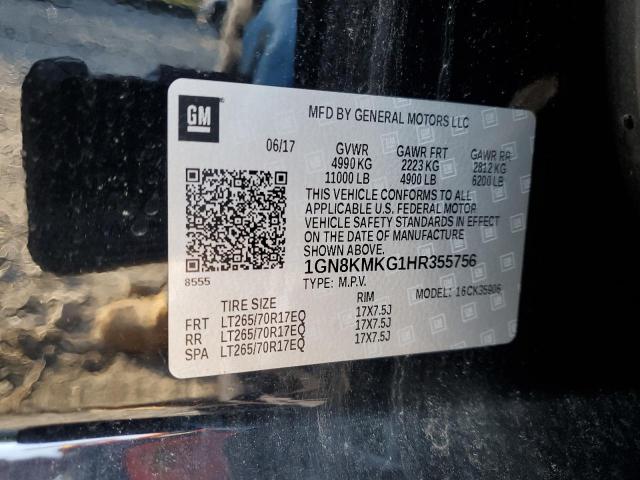 GM
MFD BY GENERAL MOTORS LLC
06/17 GVWR GAWR FRT GAWR RR
4990 KG 2223 KG 2812 KG
11000 LB 4900 LB 6200 LB
THIS VEHICLE CONFORMS TO ALL
APPLICABLE U.S. FEDERAL MOTOR
VEHICLE SAFETY STANDARDS IN EFFECT
ON THE DATE OF MANUFACTURE
SHOWN ABOVE.
1GN8KMKG1HR355756
8555 TYPE: M.P.V. MODEL: 16CK35906
TIRE SIZE RIM
FRT LT265/70R17EQ 17X7.5J
RR LT265/70R17EQ 17X7.5J
SPA LT265/70R17EQ 17X7.5J